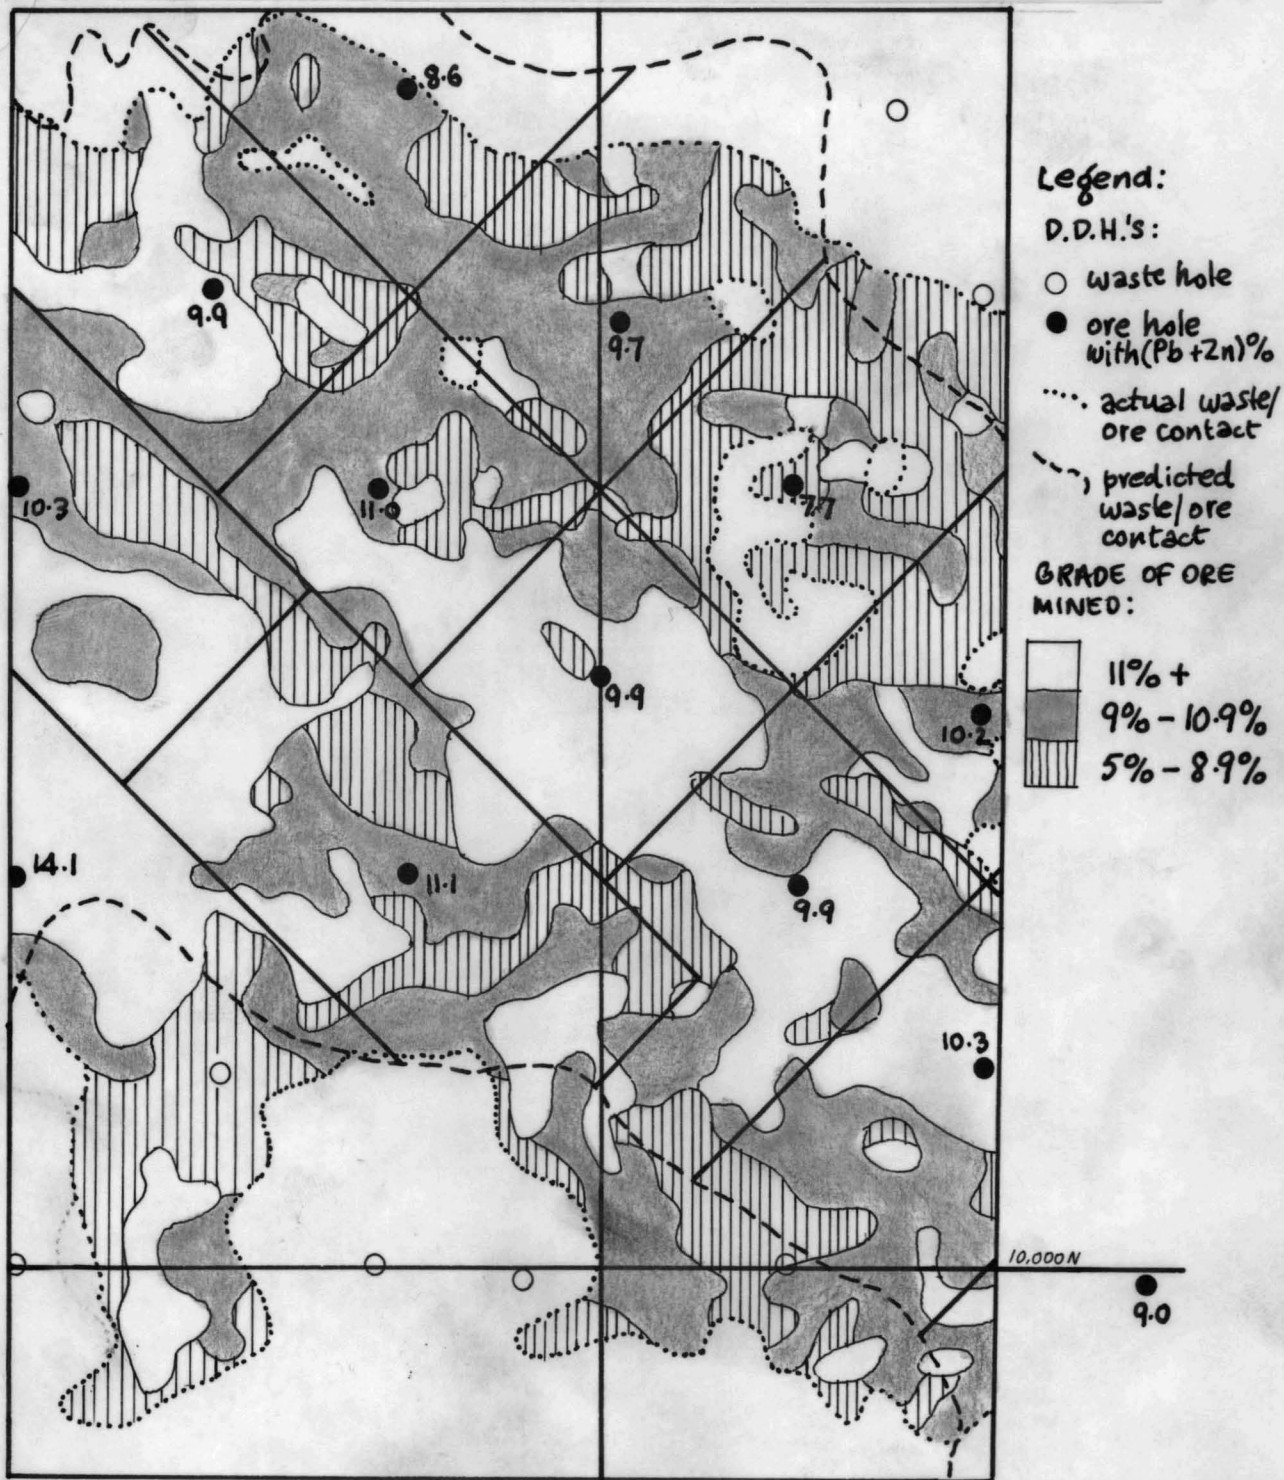 8.6
9.9
9.7
10.3
11.0
7.7
9.9
10.2
14.1
11.1
9.9
10.3
10,000N
9.0
Legend:
D.D.H.'s:
waste hole
ore hole
with (Pb+Zn)%
actual waste/
ore contact
predicted
waste/ore
contact
GRADE OF ORE
MINED:
11% +
9% - 10.9%
5% - 8.9%